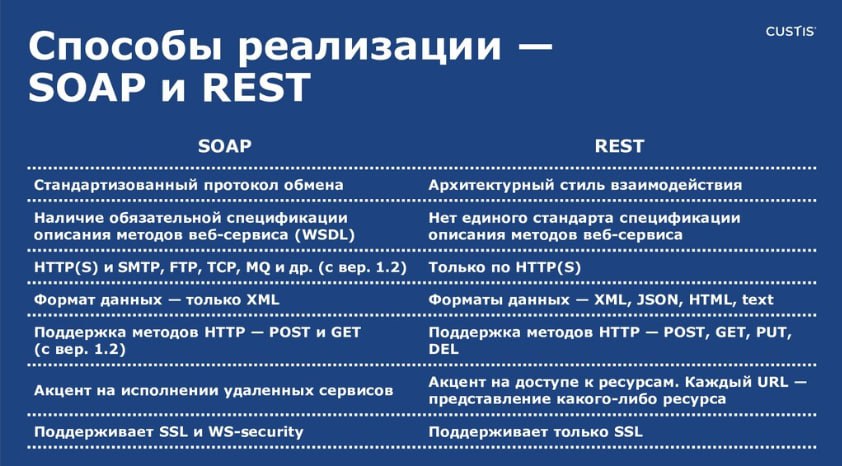 Способы реализации —
SOAP и REST
CUSTIS
SOAP
REST
Стандартизованный протокол обмена
Архитектурный стиль взаимодействия
Наличие обязательной спецификации
описания методов веб-сервиса (WSDL)
Нет единого стандарта спецификации
описания методов веб-сервиса
HTTP(S) и SMTP, FTP, TCP, MQ и др. (с вер. 1.2)
Только по HTTP(S)
Формат данных — только XML
Форматы данных — XML, JSON, HTML, text
Поддержка методов HTTP — POST и GET
(с вер. 1.2)
Поддержка методов HTTP — POST, GET, PUT,
DEL
Акцент на исполнении удаленных сервисов
Акцент на доступе к ресурсам. Каждый URL —
представление какого-либо ресурса
Поддерживает SSL и WS-security
Поддерживает только SSL